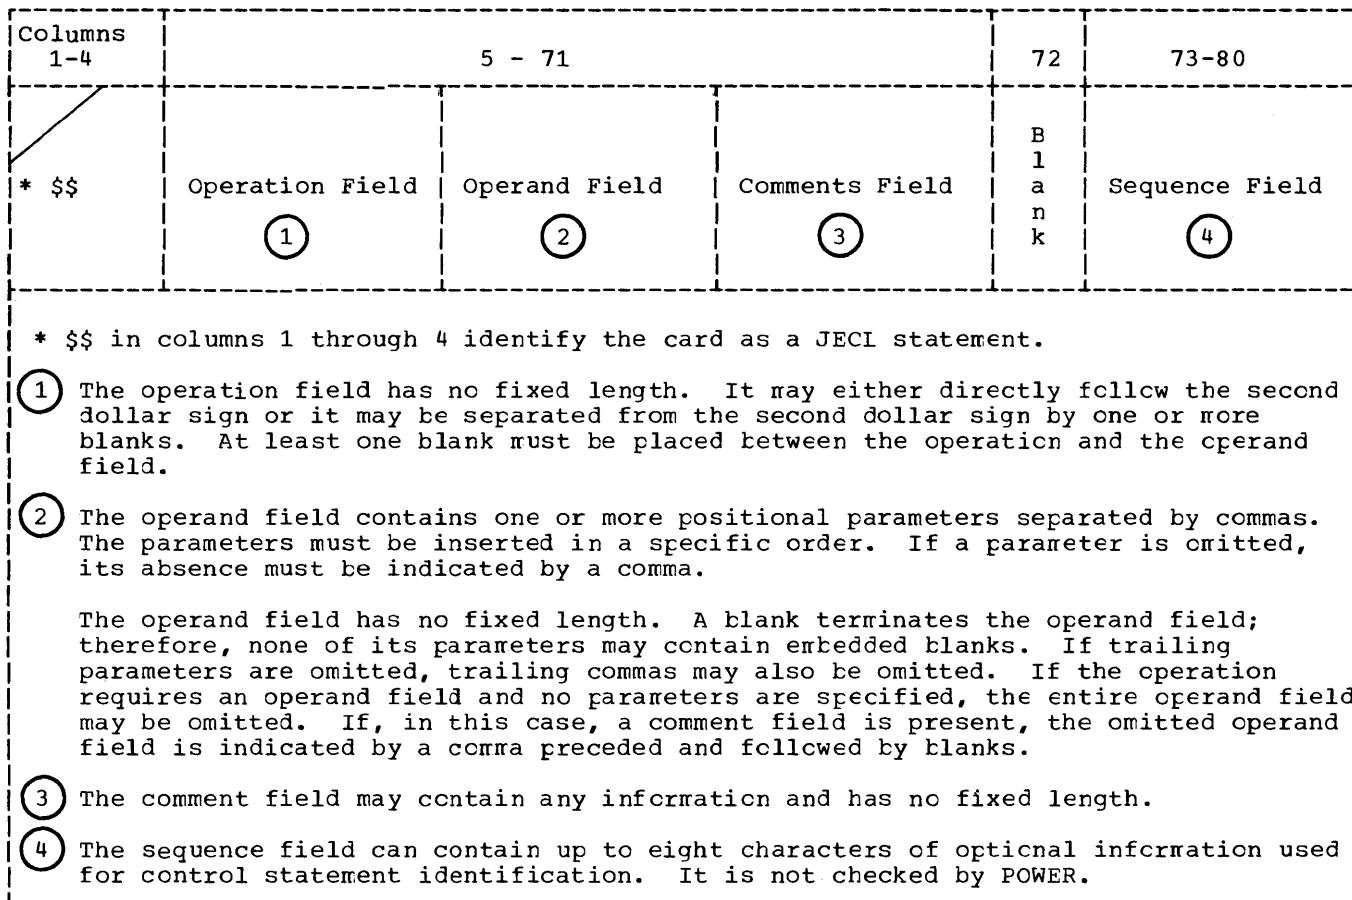 Columns
1-4 5 - 71 72 73-80
* $$ Operation Field Operand Field Comments Field Blank Sequence Field
1 2 3 4
* $$ in columns 1 through 4 identify the card as a JECL statement.
1 The operation field has no fixed length. It may either directly follow the second
dollar sign or it may be separated from the second dollar sign by one or more
blanks. At least one blank must be placed between the operation and the operand
field.
2 The operand field contains one or more positional parameters separated by commas.
The parameters must be inserted in a specific order. If a parameter is omitted,
its absence must be indicated by a comma.
The operand field has no fixed length. A blank terminates the operand field;
therefore, none of its parameters may contain embedded blanks. If trailing
parameters are omitted, trailing commas may also be omitted. If the operation
requires an operand field and no parameters are specified, the entire operand field
may be omitted. If, in this case, a comment field is present, the omitted operand
field is indicated by a comma preceded and followed by blanks.
3 The comment field may contain any information and has no fixed length.
4 The sequence field can contain up to eight characters of optional information used
for control statement identification. It is not checked by POWER.